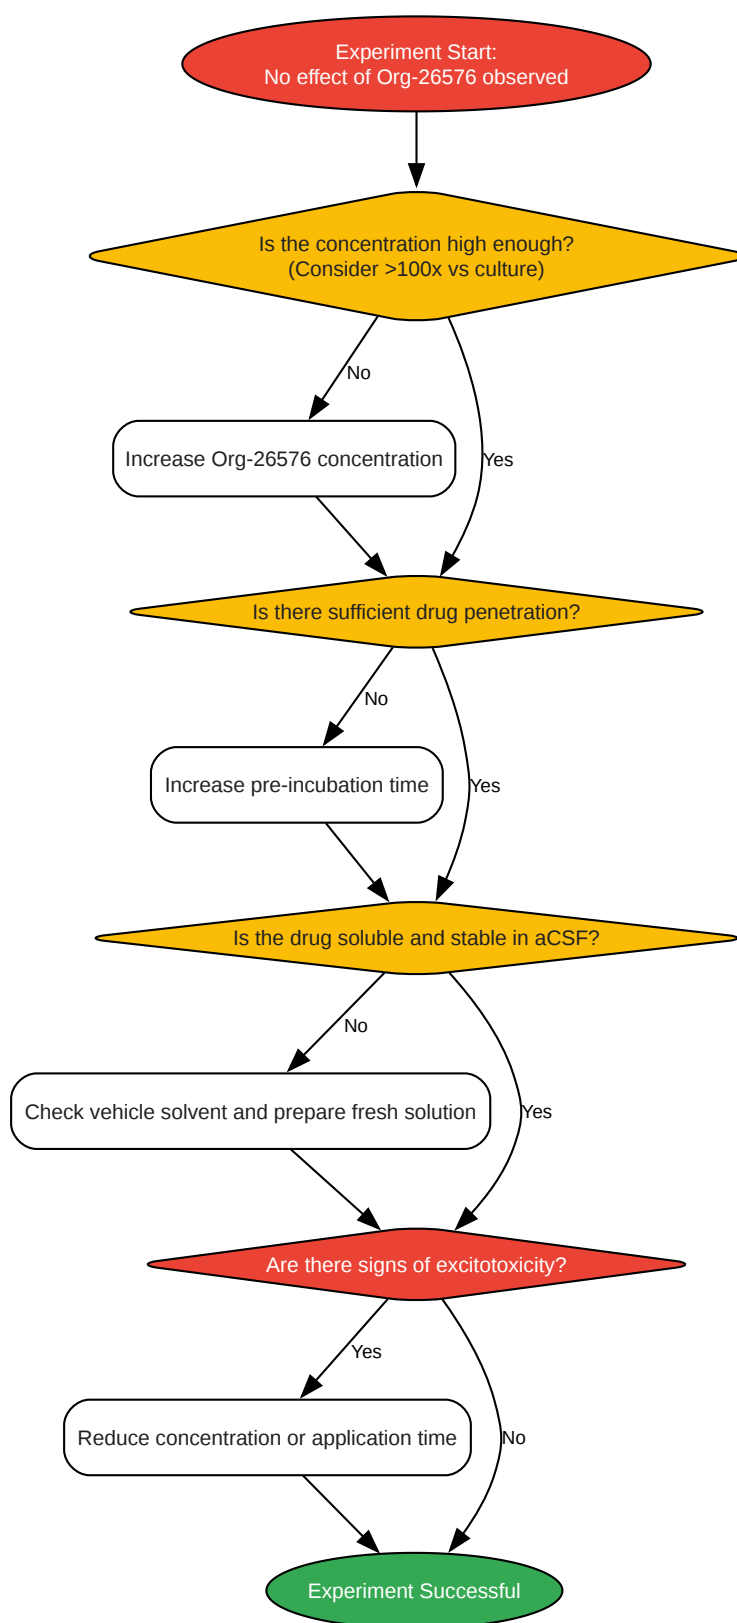 Experiment Start:
No effect of Org-26576 observed
Is the concentration high enough?
(Consider >100x vs culture)
No
Increase Org-26576 concentration
Yes
Is there sufficient drug penetration?
No
Increase pre-incubation time
Yes
Is the drug soluble and stable in aCSF?
No
Check vehicle solvent and prepare fresh solution
Yes
Are there signs of excitotoxicity?
Yes
Reduce concentration or application time
No
Experiment Successful